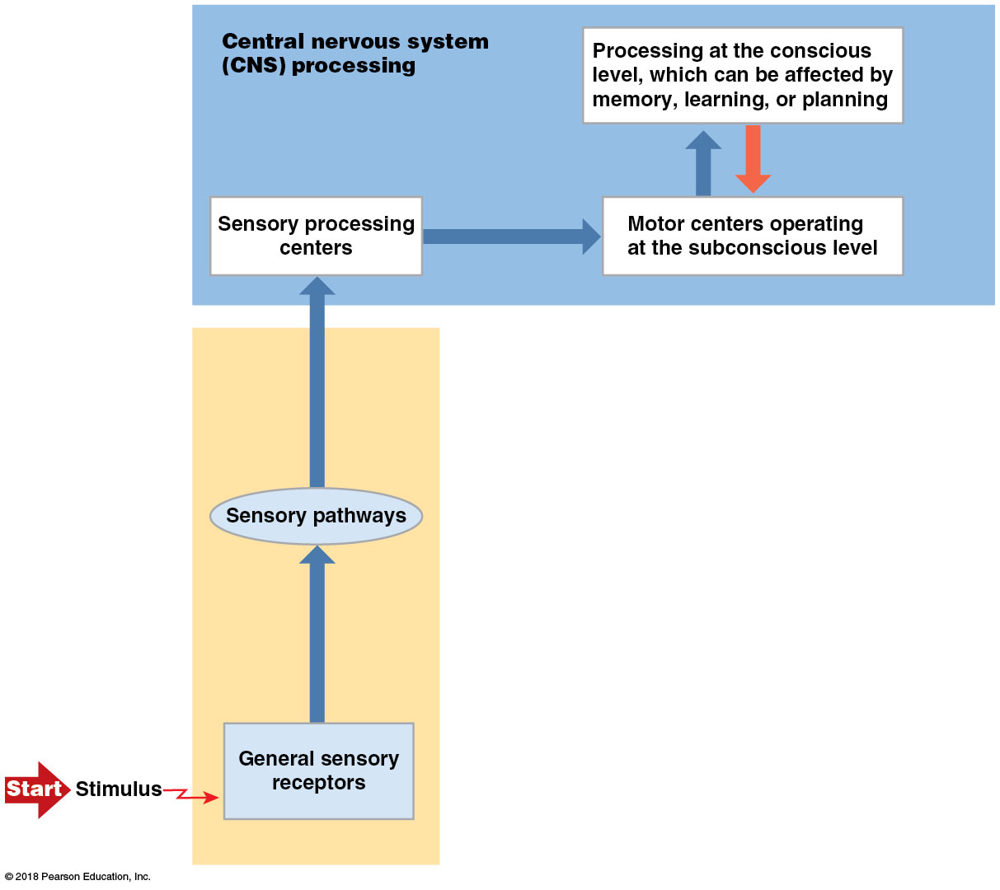 Central nervous system
(CNS) processing
Processing at the conscious
level, which can be affected by
memory, learning, or planning
Sensory processing
centers
Motor centers operating
at the subconscious level
Sensory pathways
General sensory
receptors
Start Stimulus
© 2018 Pearson Education, Inc.